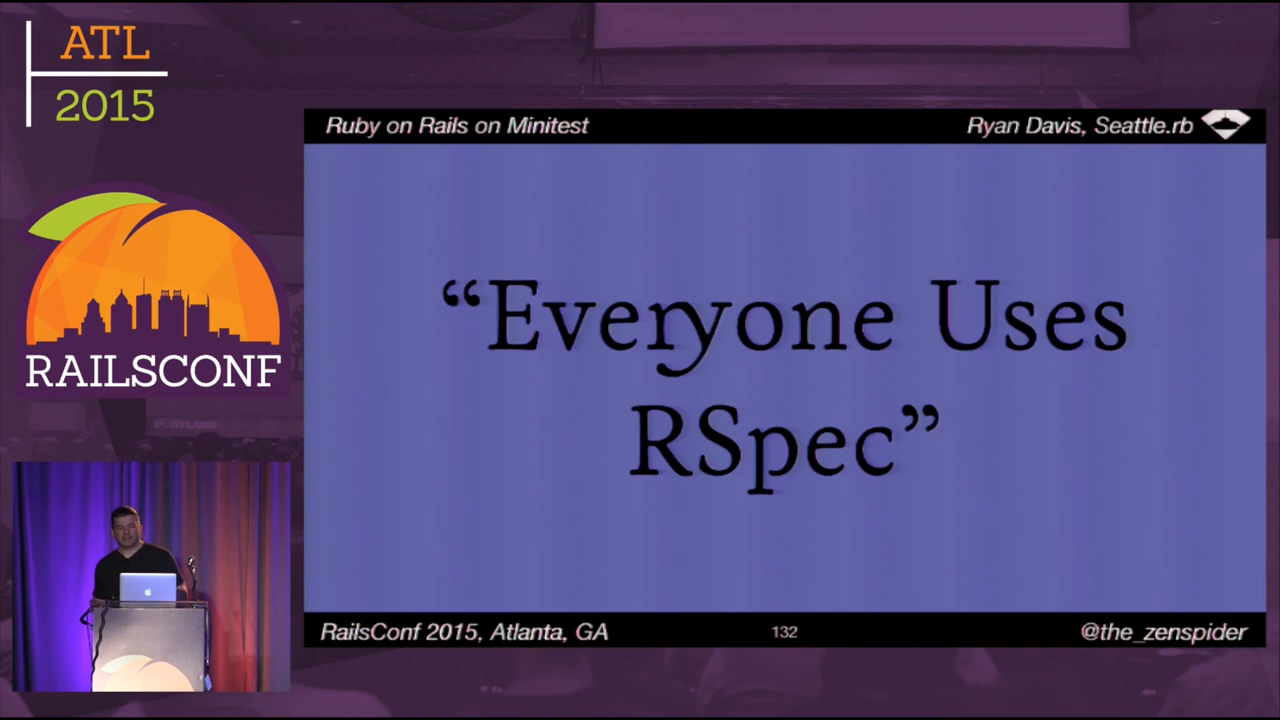 ATL
2015
RAILSCONF
Ruby on Rails on Minitest
Ryan Davis, Seattle.rb
“Everyone Uses
RSpec”
RailsConf 2015, Atlanta, GA
132
@the_zenspider